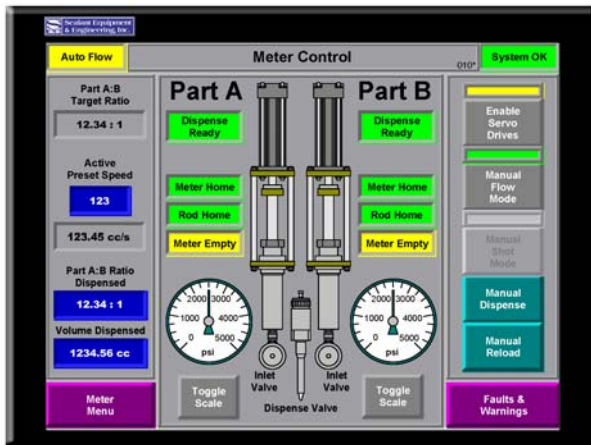 Sealant Equipment
& Engineering, Inc.
Auto Flow
Meter Control
010*
System OK
Part A:B
Target Ratio
12.34 : 1
Active
Preset Speed
123
123.45 cc/s
Part A:B Ratio
Dispensed
12.34 : 1
Volume Dispensed
1234.56 cc
Meter
Menu
Part A
Part B
Dispense
Ready
Dispense
Ready
Meter Home
Meter Home
Rod Home
Rod Home
Meter Empty
Meter Empty
2000 3000
1000 4000
0 5000
psi
2000 3000
1000 4000
0 5000
psi
Toggle
Scale
Inlet
Valve
Dispense Valve
Inlet
Valve
Toggle
Scale
Enable
Servo
Drives
Manual
Flow
Mode
Manual
Shot
Mode
Manual
Dispense
Manual
Reload
Faults &
Warnings